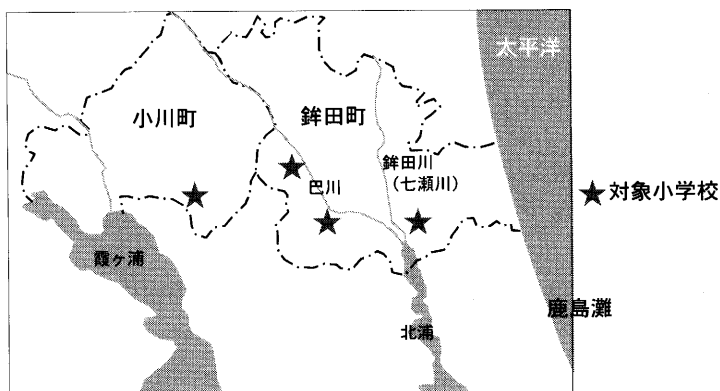 太平洋
小川町
鉾田町
鉾田川
（七瀬川）
巴川
★対象小学校
霞ヶ浦
鹿島灘
北浦